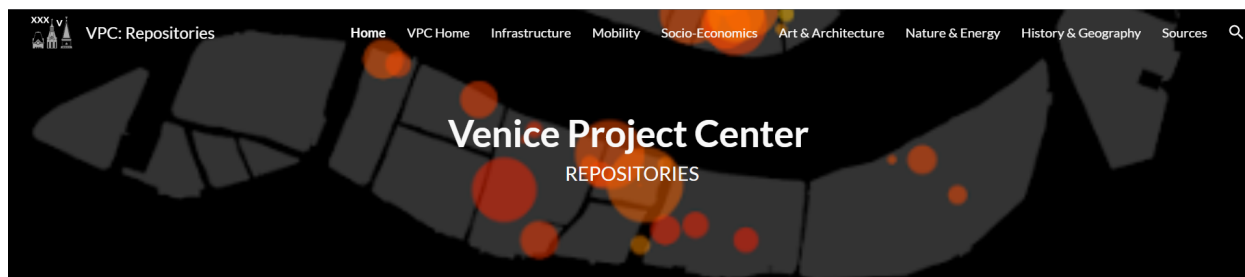 XXX V
VPC: Repositories
Home VPC Home Infrastructure Mobility Socio-Economics Art & Architecture Nature & Energy History & Geography Sources
Venice Project Center
REPOSITORIES